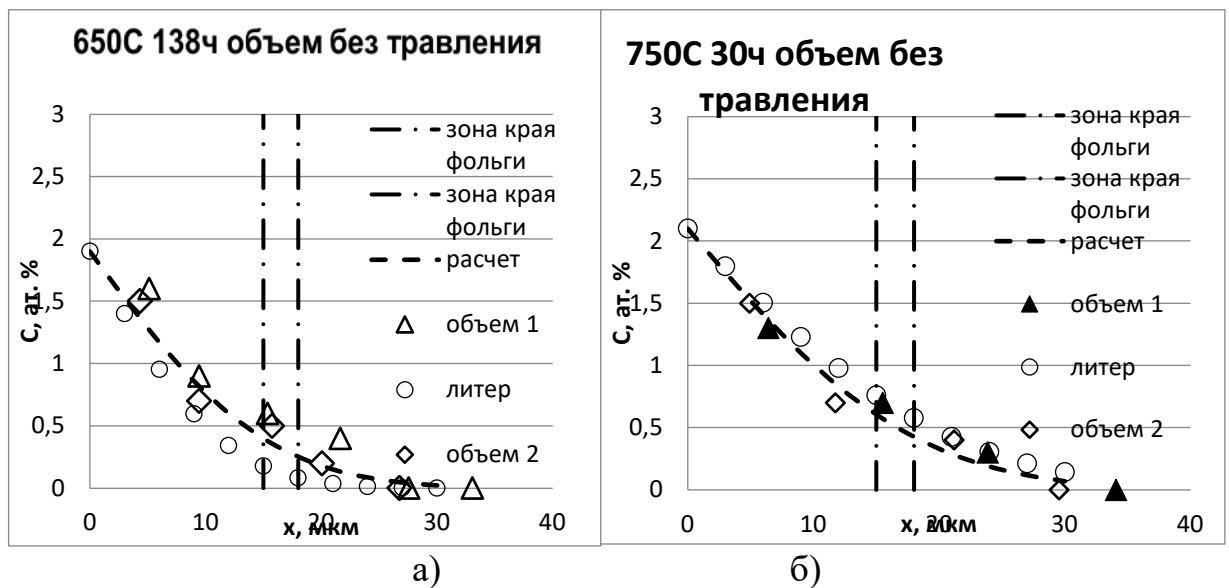 650С 138ч объем без травления
3
2,5
2
1,5
1
0,5
0
С, ат. %
0
10
20
30
40
х, мкм
зона края
фольги
зона края
фольги
расчет
объем 1
литер
объем 2
а)
750С 30ч объем без
травления
3
2,5
2
1,5
1
0,5
0
С, ат. %
0
10
20
30
40
х, мкм
зона края
фольги
зона края
фольги
расчет
объем 1
литер
объем 2
б)